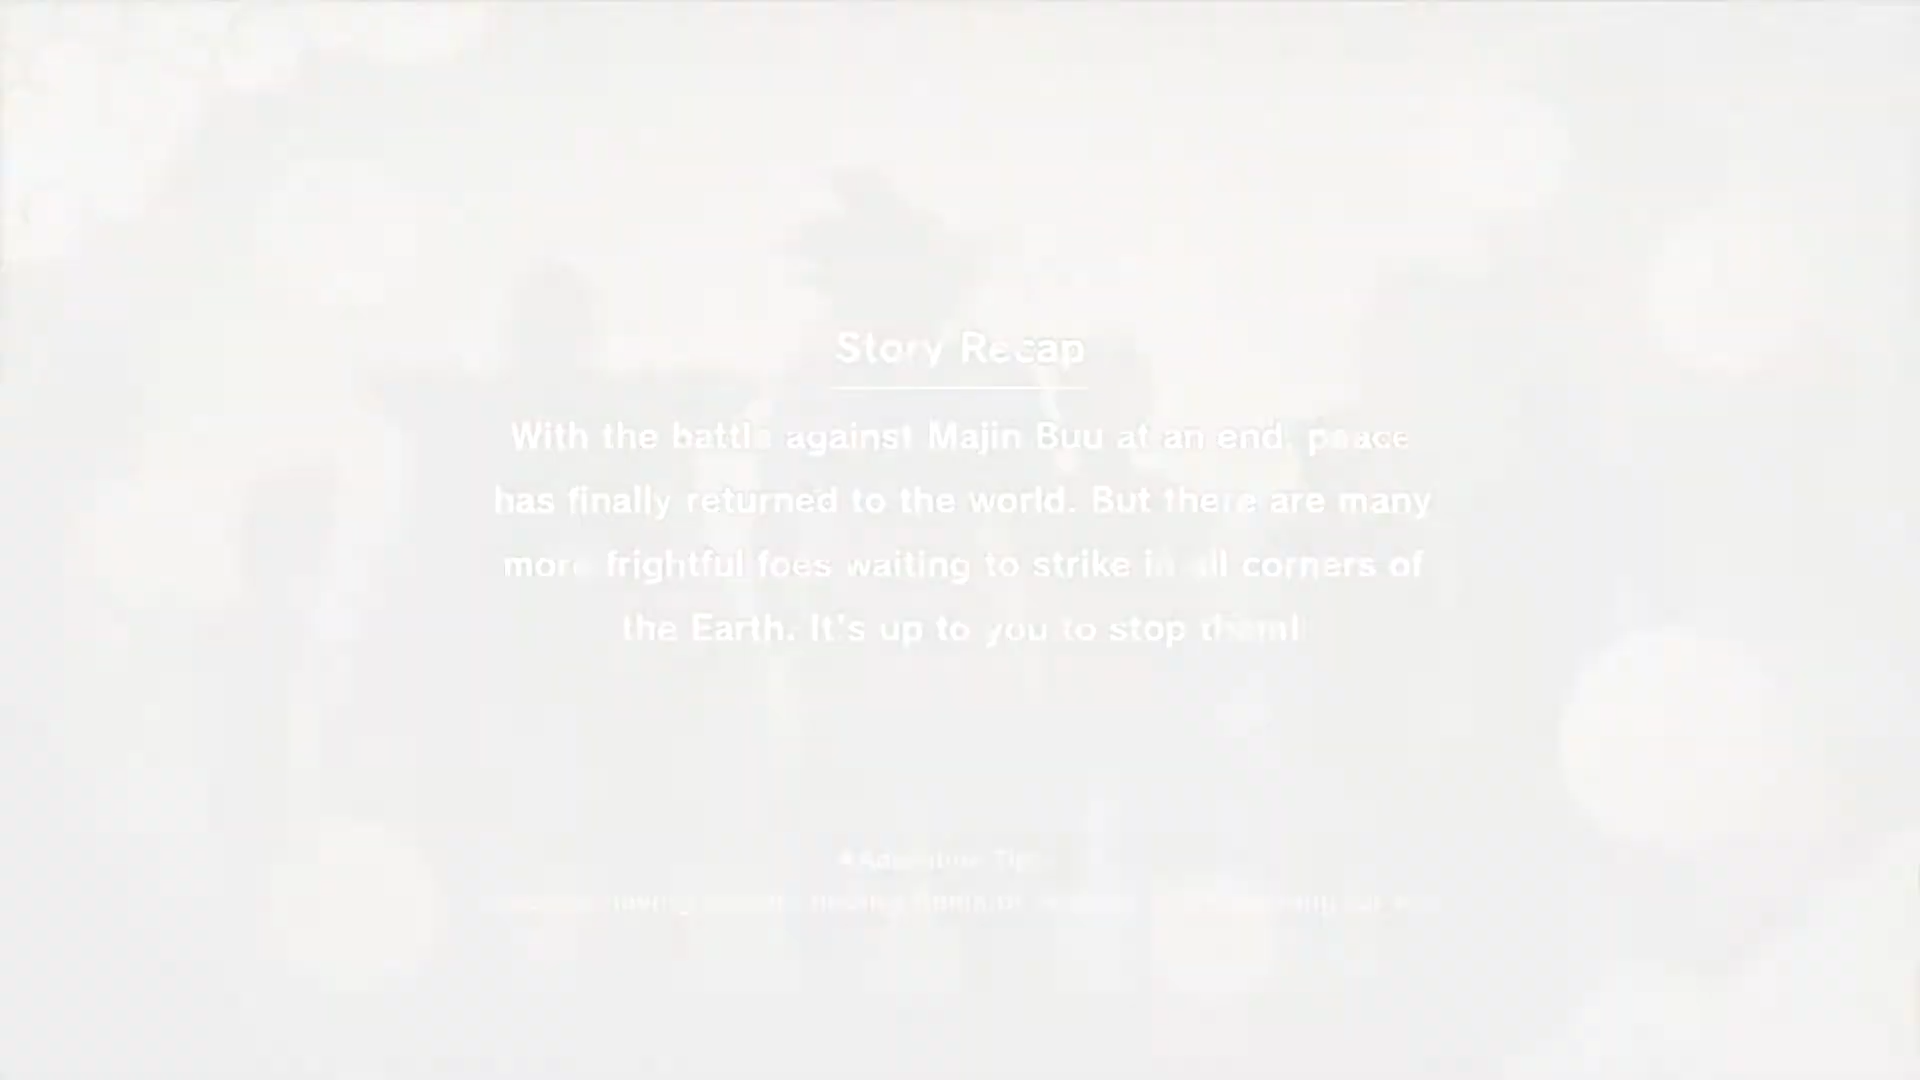 Story Recap
With the battle against Majin Buu at an end, peace
has finally returned to the world. But there are many
more frightful foes waiting to strike in all corners of
the Earth. It's up to you to stop them!
Adventure Tip